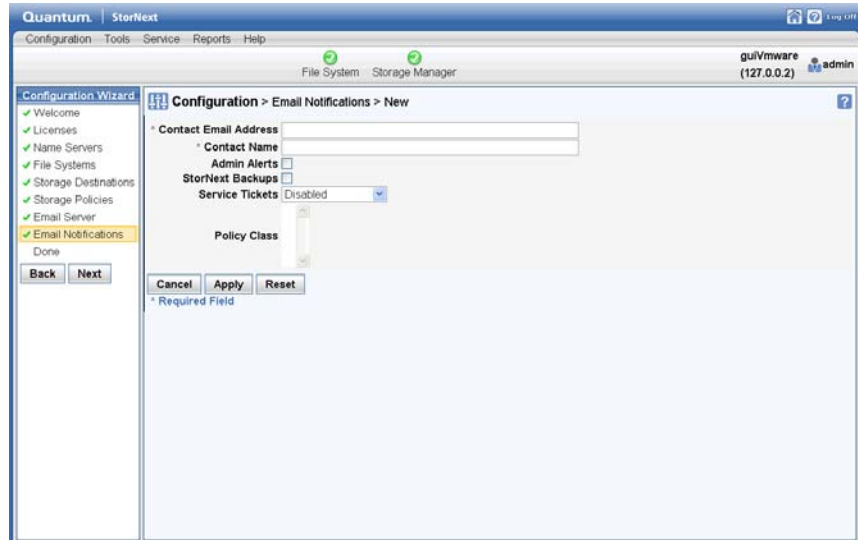 Quantum. StorNext
Log Off
Configuration Tools Service Reports Help
File System Storage Manager
guiVmware
(127.0.0.2)
admin
Configuration Wizard
Welcome
Licenses
Name Servers
File Systems
Storage Destinations
Storage Policies
Email Server
Email Notifications
Done
Back Next
Configuration > Email Notifications > New
?
* Contact Email Address
* Contact Name
Admin Alerts
StorNext Backups
Service Tickets Disabled
Policy Class
Cancel Apply Reset
* Required Field